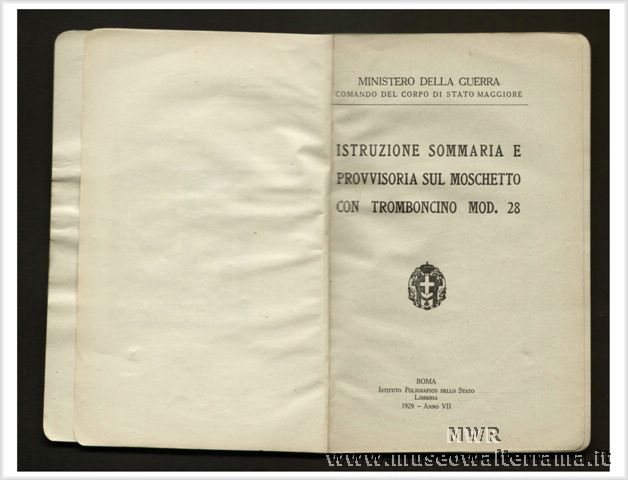 MINISTERO DELLA GUERRA
COMANDO DEL CORPO DI STATO MAGGIORE
ISTRUZIONE SOMMARIA E
PROVVISORIA SUL MOSCHETTO
CON TROMBONCINO MOD. 28
ROMA
Istituto Poligrafico dello Stato
Libreria
1929 - Anno VII
MWR
www.museowalterrama.it